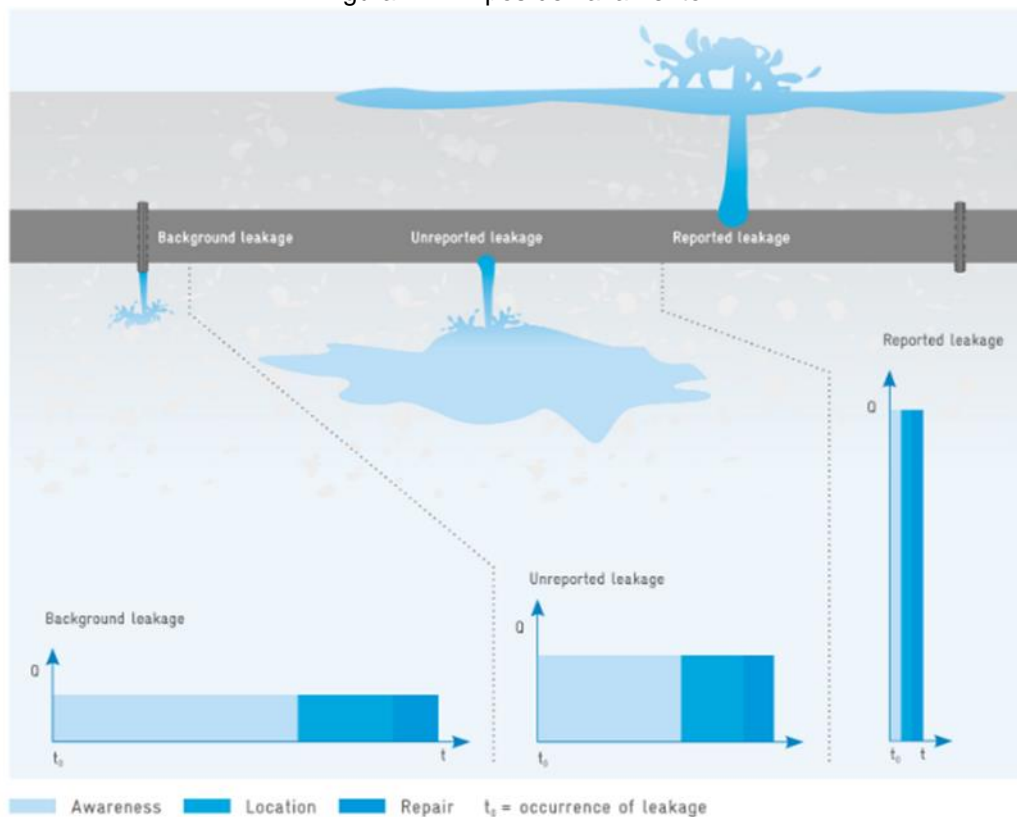 Background leakage
Unreported leakage
Reported leakage
Reported leakage
Q
t₀ t
Unreported leakage
Q
t₀
Background leakage
Q
t₀ t
Awareness Location Repair t₀ = occurrence of leakage